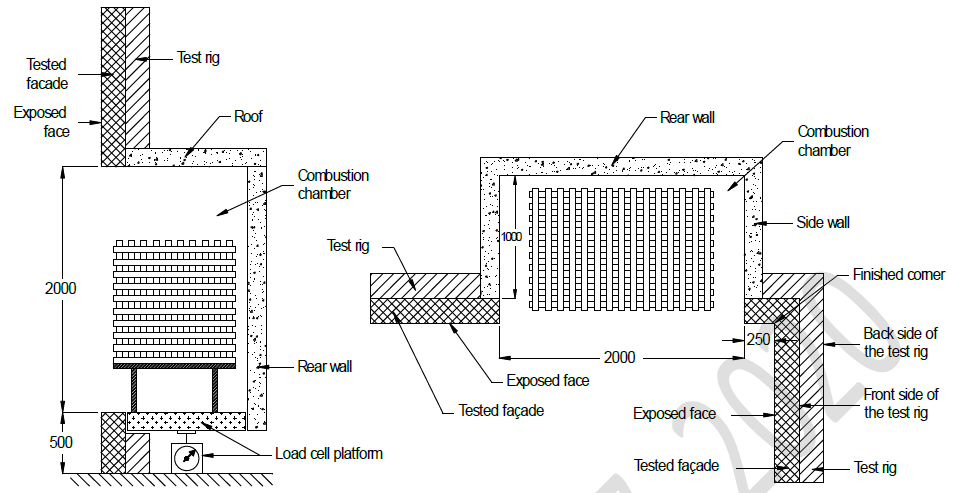 Test rig
Tested
facade
Exposed
face
Roof
Combustion
chamber
2000
Rear wall
500
Load cell platform
Rear wall
Combustion
chamber
1000
Side wall
Test rig
Finished corner
250
2000
Back side of
the test rig
Exposed face
Front side of
the test rig
Tested façade
Exposed face
Tested façade
Test rig
2020